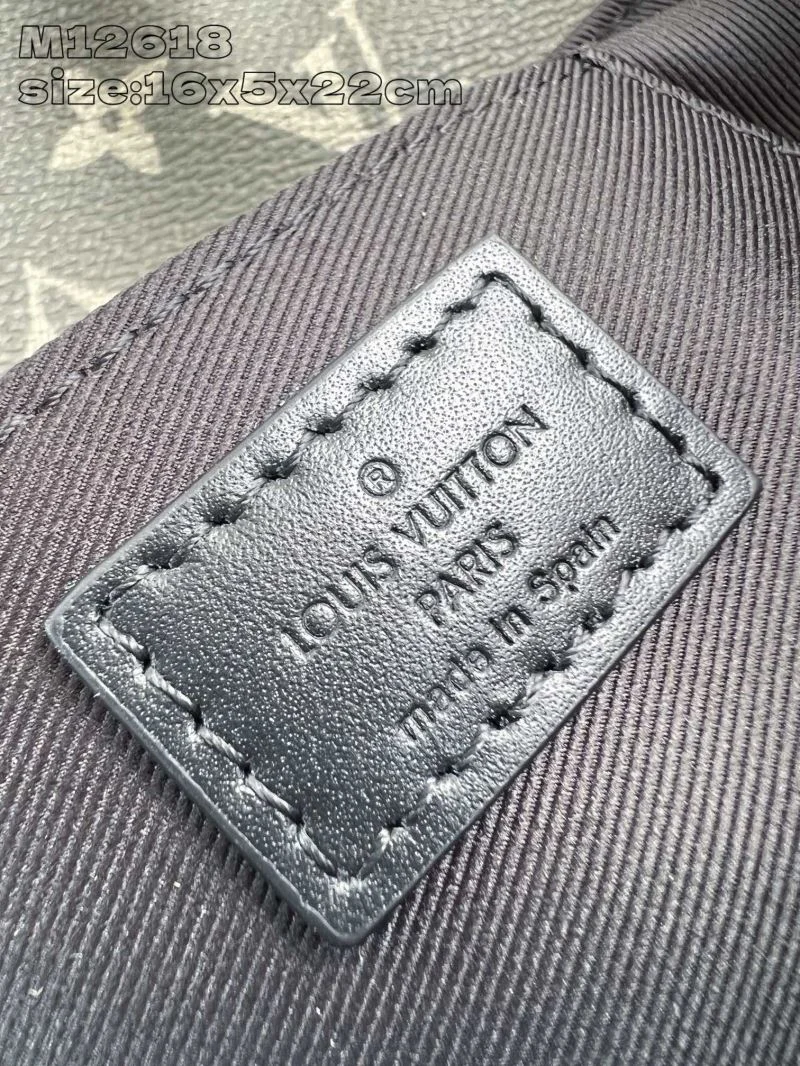 M12618
size:16x5x22cm
®
LOUIS VUITTON
PARIS
made in Spain